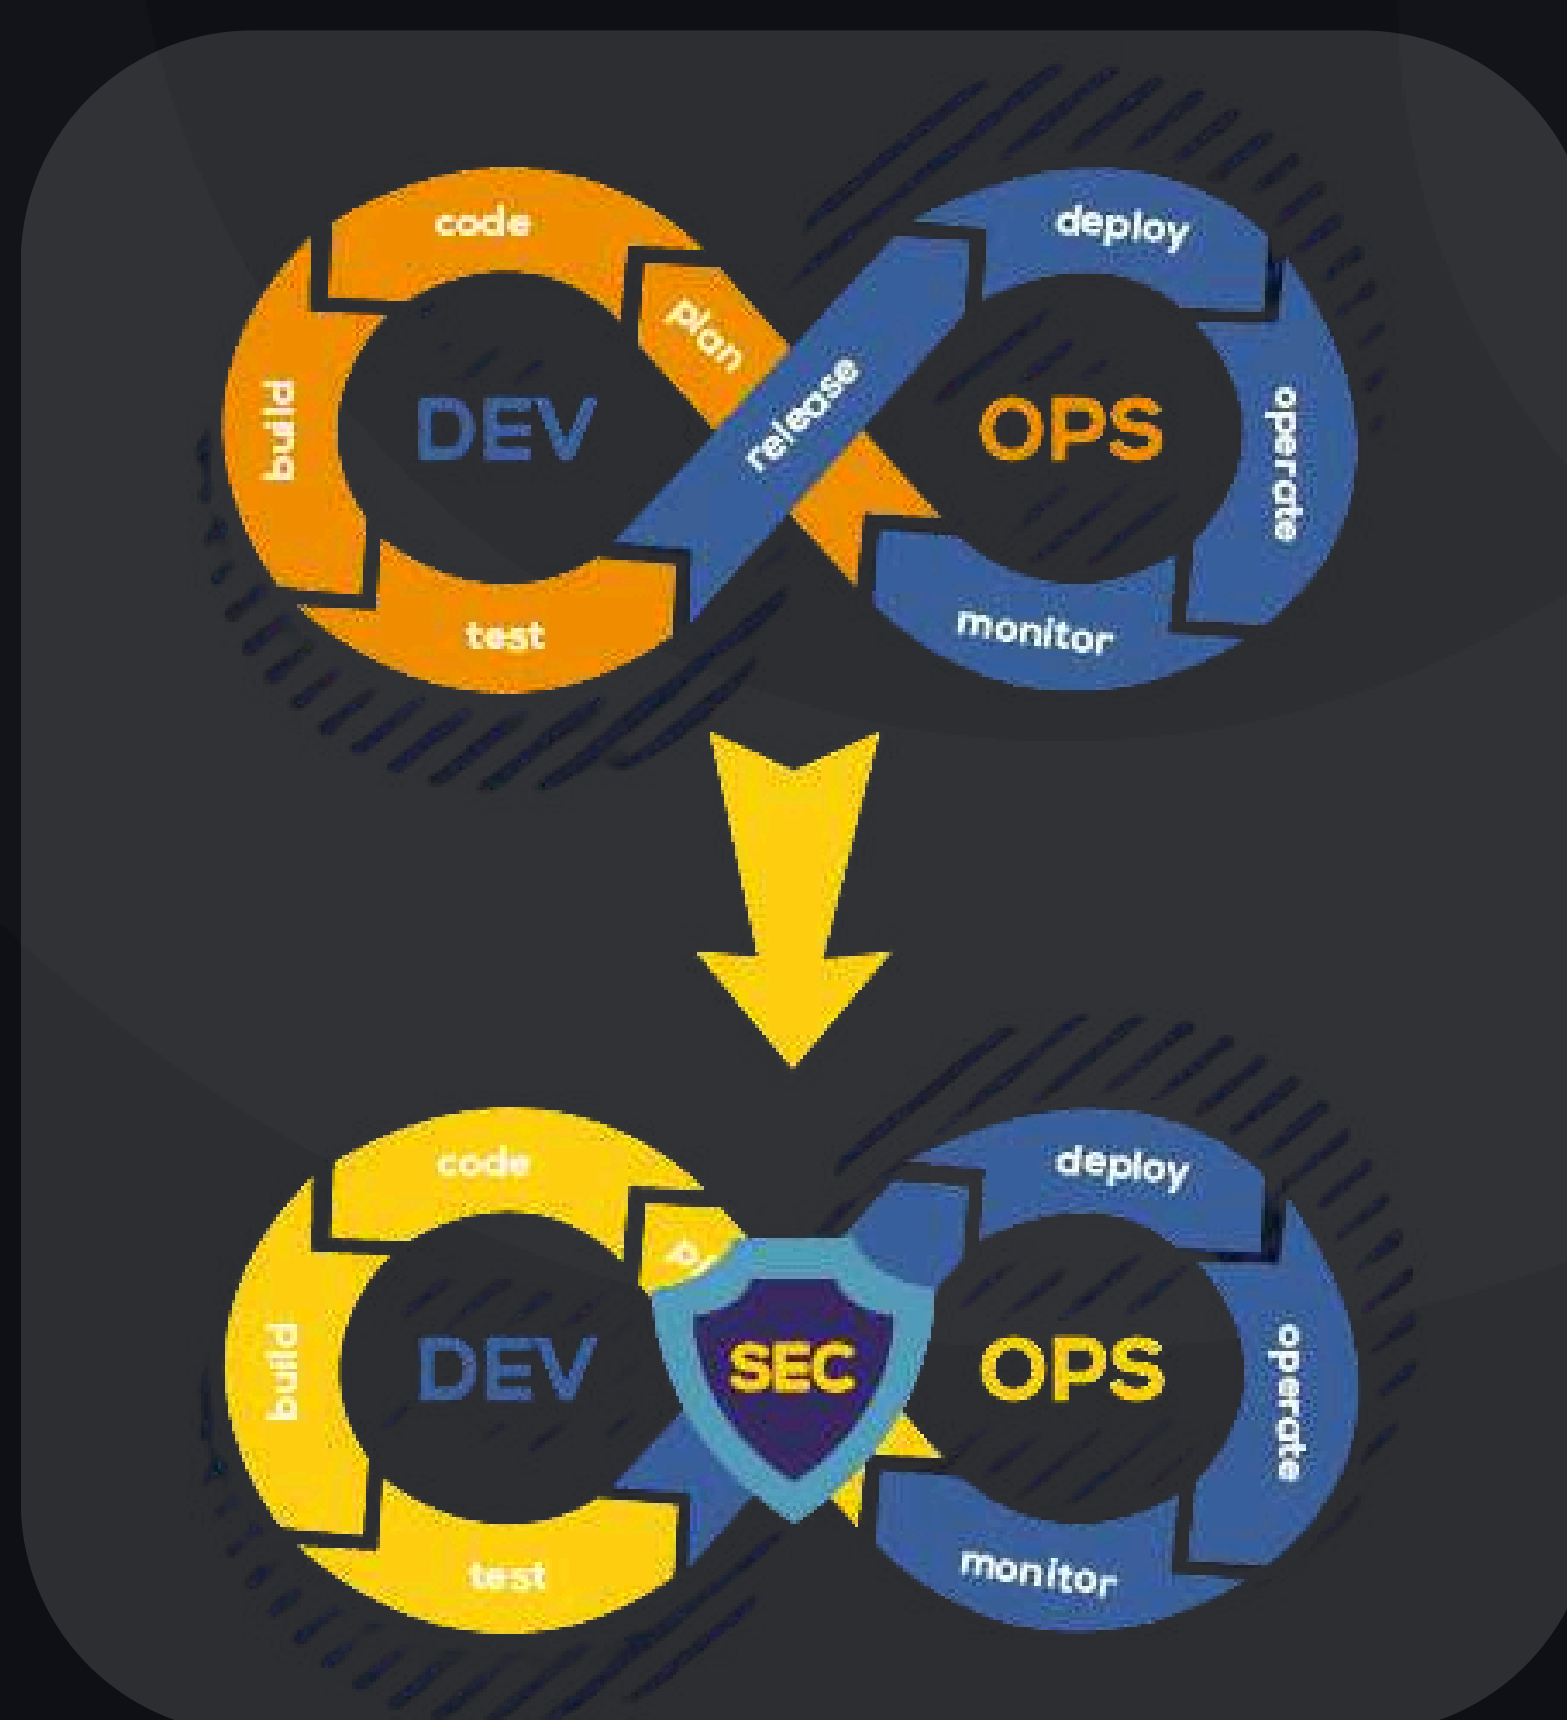 code
deploy
plan
release
build
DEV
OPS
operate
test
monitor
code
deploy
build
DEV
SEC
OPS
operate
test
monitor